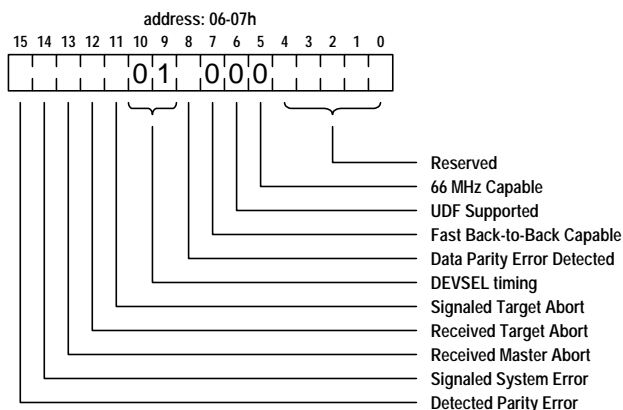 address: 06-07h
15 14 13 12 11 10 9 8 7 6 5 4 3 2 1 0
0 1 0 0 0
Reserved
66 MHz Capable
UDF Supported
Fast Back-to-Back Capable
Data Parity Error Detected
DEVSEL timing
Signaled Target Abort
Received Target Abort
Received Master Abort
Signaled System Error
Detected Parity Error